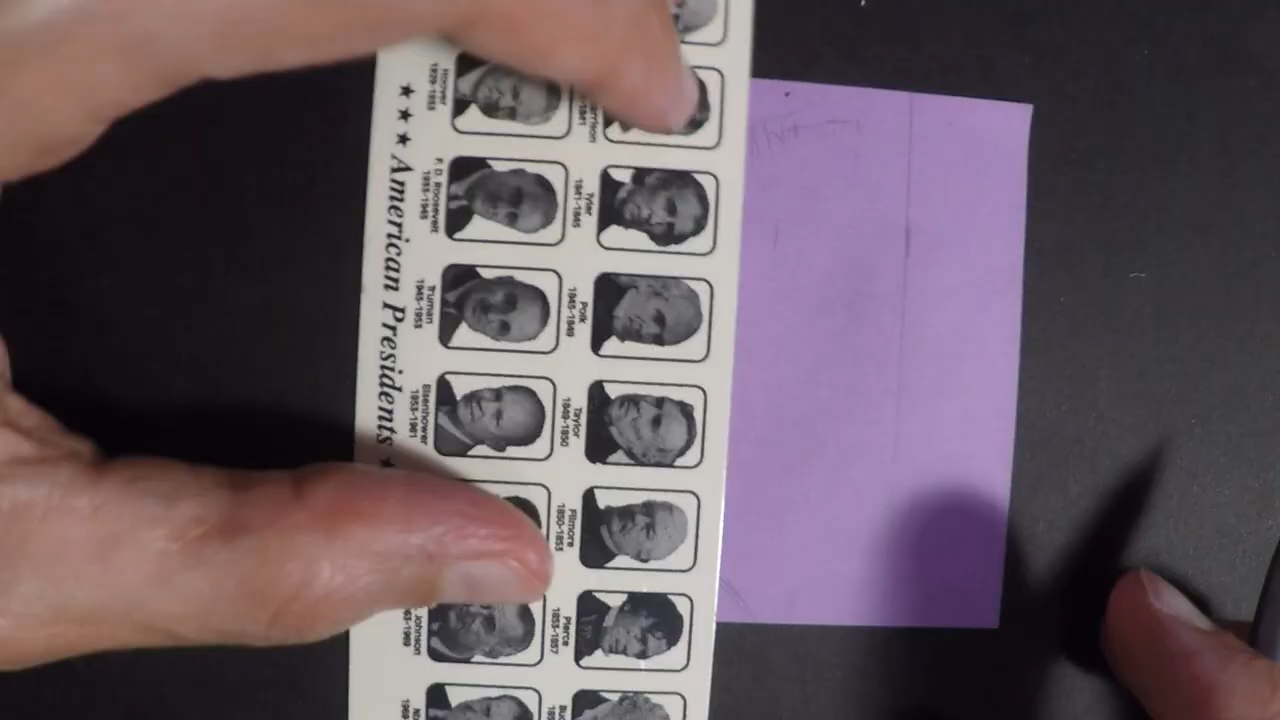 Hoover
1929-1933
F. D. Roosevelt
1933-1945
Truman
1945-1953
Eisenhower
1953-1961
Johnson
★ ★ ★ American Presidents ★
Tyler
1841-1845
Polk
1845-1849
Taylor
1849-1850
Filmore
1850-1853
Pierce
1853-1857